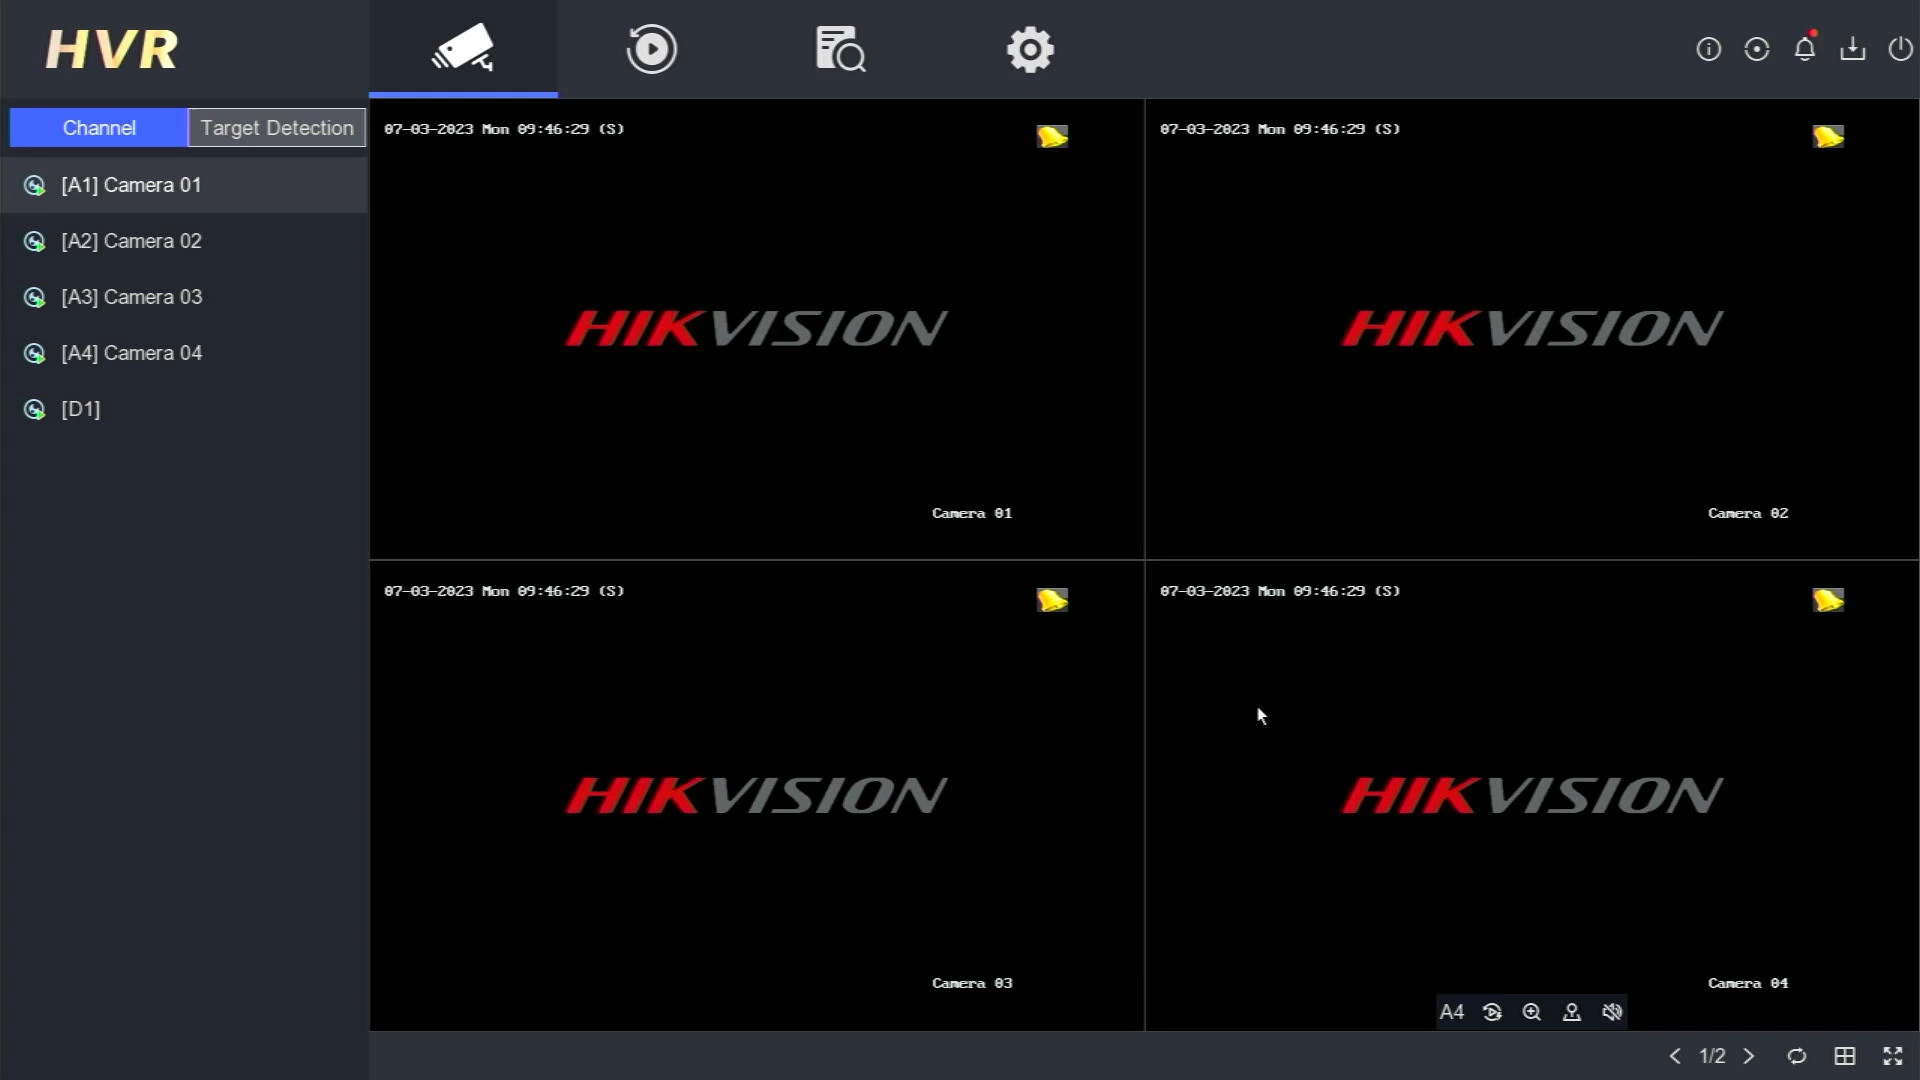 HVR
Channel
Target Detection
[A1] Camera 01
[A2] Camera 02
[A3] Camera 03
[A4] Camera 04
[D1]
07-03-2023 Mon 09:46:29 (S)
HIKVISION
Camera 01
07-03-2023 Mon 09:46:29 (S)
HIKVISION
Camera 02
07-03-2023 Mon 09:46:29 (S)
HIKVISION
Camera 03
07-03-2023 Mon 09:46:29 (S)
HIKVISION
Camera 04
A4
1/2